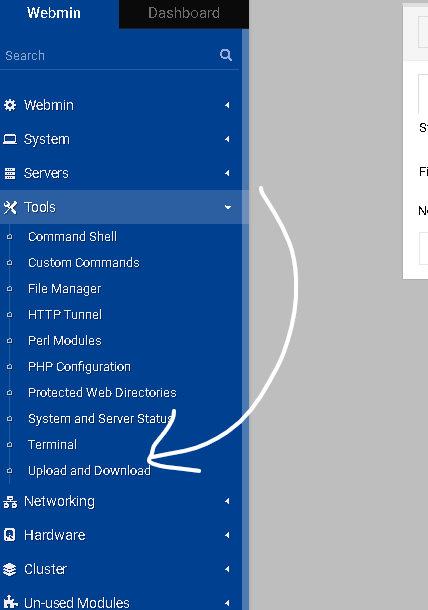 Webmin
Dashboard
Search
Webmin
System
Servers
Tools
Command Shell
Custom Commands
File Manager
HTTP Tunnel
Perl Modules
PHP Configuration
Protected Web Directories
System and Server Status
Terminal
Upload and Download
Networking
Hardware
Cluster
Un-used Modules